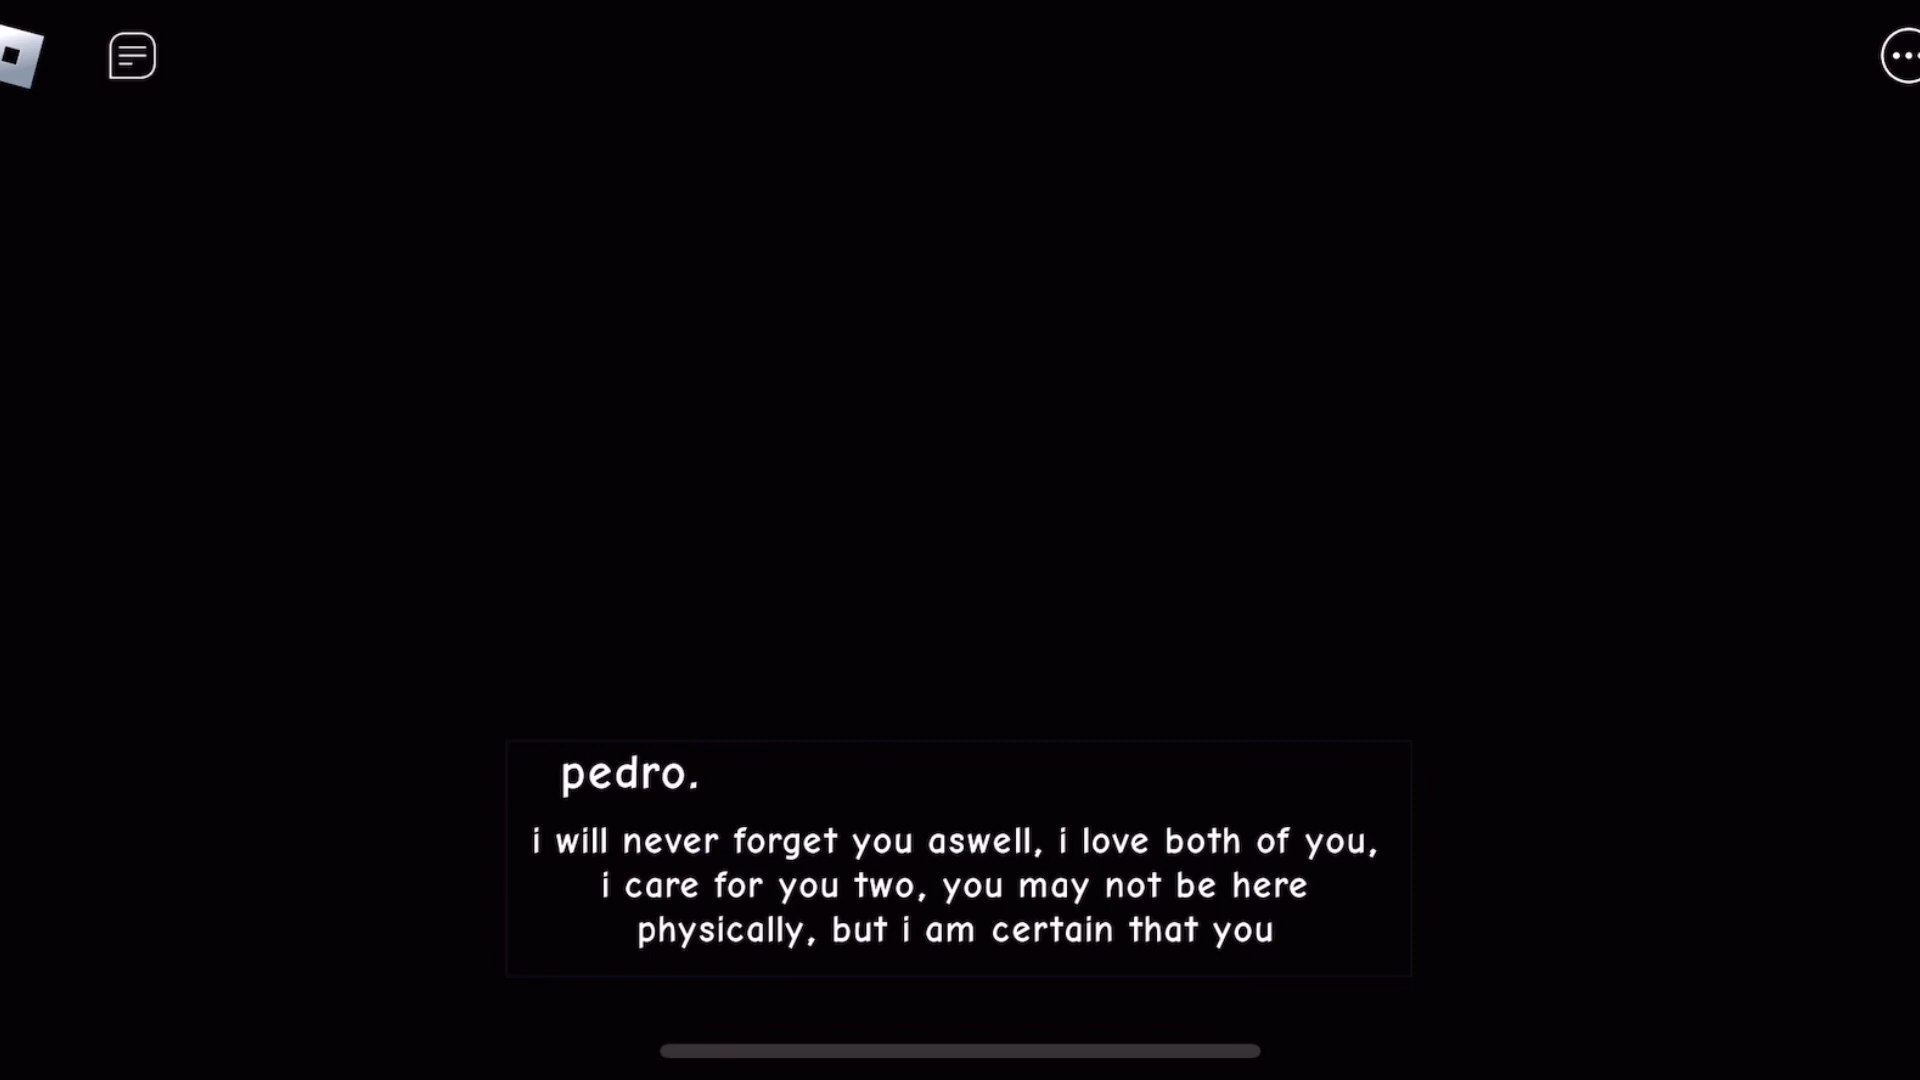 pedro.
i will never forget you aswell, i love both of you,
i care for you two, you may not be here
physically, but i am certain that you